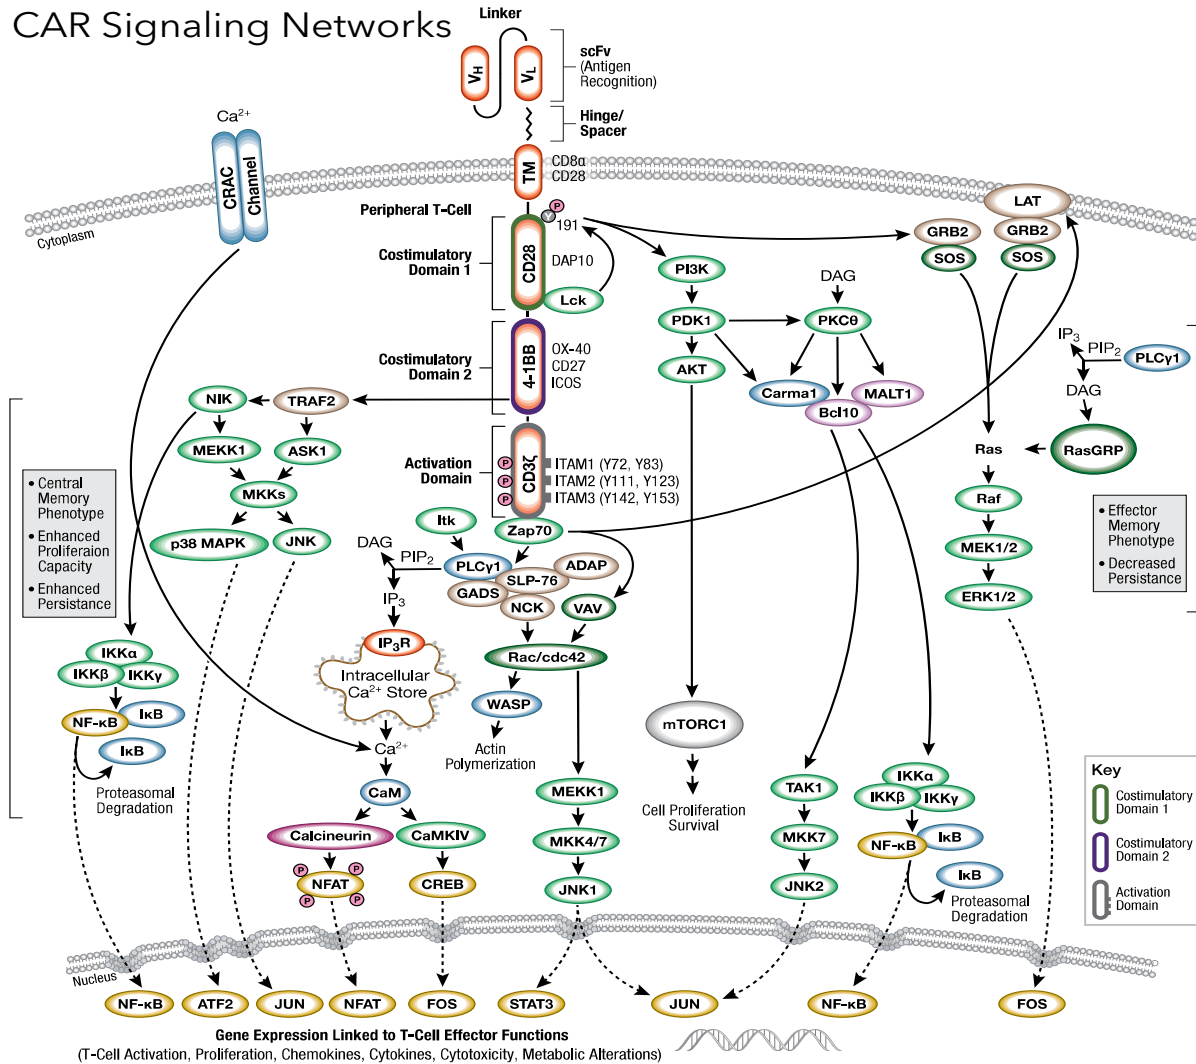 CAR Signaling Networks
Linker
VH
VL
scFv
(Antigen
Recognition)
Hinge/
Spacer
Ca2+
CRAC
Channel
TM
CD8α
CD28
Cytoplasm
Peripheral T-Cell
P
Y
191
Costimulatory
Domain 1
CD28
DAP10
Lck
LAT
GRB2
SOS
GRB2
SOS
PI3K
PDK1
AKT
DAG
PKCθ
Carma1
Bcl10
MALT1
IP3
PIP2
PLCγ1
DAG
RasGRP
Ras
Raf
MEK1/2
ERK1/2
Costimulatory
Domain 2
4-1BB
OX-40
CD27
ICOS
NIK
TRAF2
MEKK1
ASK1
MKKs
p38 MAPK
JNK
Activation
Domain
P
P
P
CD3ζ
ITAM1 (Y72, Y83)
ITAM2 (Y111, Y123)
ITAM3 (Y142, Y153)
• Central
Memory
Phenotype
• Enhanced
Proliferaion
Capacity
• Enhanced
Persistance
• Effector
Memory
Phenotype
• Decreased
Persistance
Itk
Zap70
DAG
PIP2
PLCγ1
SLP-76
ADAP
GADS
NCK
VAV
IP3
IP3R
Intracellular
Ca2+ Store
Rac/cdc42
WASP
Actin
Polymerization
IKKα
IKKβ
IKKγ
NF-κB
IκB
IκB
Proteasomal
Degradation
Ca2+
CaM
Calcineurin
CaMKIV
P
P
NFAT
P
P
CREB
MEKK1
MKK4/7
JNK1
mTORC1
Cell Proliferation
Survival
TAK1
MKK7
JNK2
IKKα
IKKβ
IKKγ
NF-κB
IκB
IκB
Proteasomal
Degradation
Key
Costimulatory
Domain 1
Costimulatory
Domain 2
Activation
Domain
Nucleus
NF-κB
ATF2
JUN
NFAT
FOS
STAT3
JUN
NF-κB
FOS
Gene Expression Linked to T-Cell Effector Functions
(T-Cell Activation, Proliferation, Chemokines, Cytokines, Cytotoxicity, Metabolic Alterations)